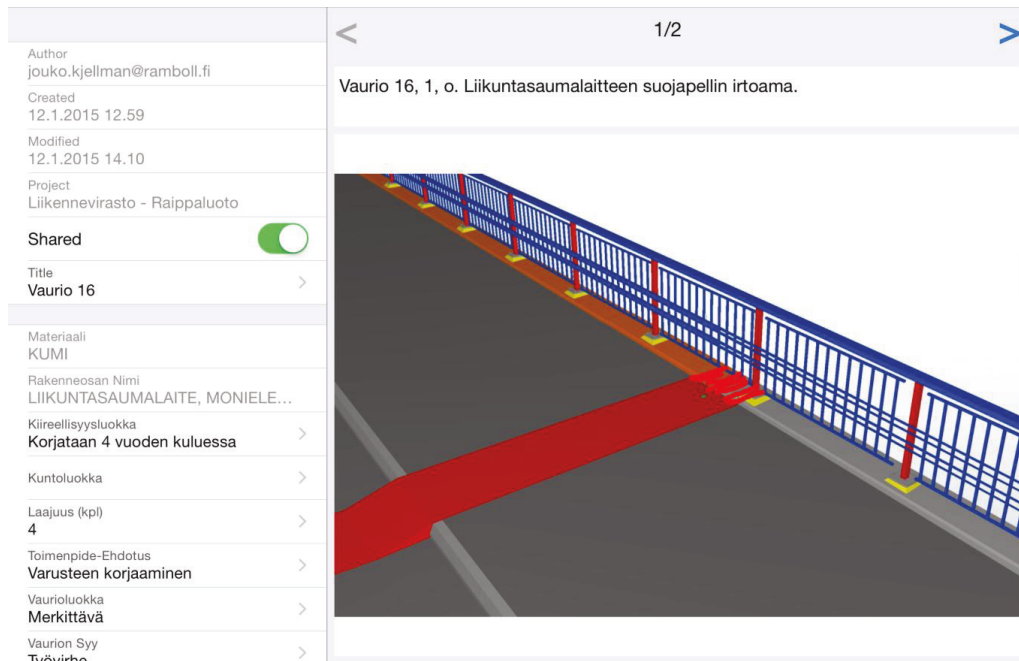 Author
jouko.kjellman@ramboll.fi
Created
12.1.2015 12.59
Modified
12.1.2015 14.10
Project
Liikennevirasto - Raippaluoto
Shared
Title
Vaurio 16
Materiaali
KUMI
Rakenneosan Nimi
LIIKUNTASAUMALAITE, MONIELE...
Kiireellisyysluokka
Korjataan 4 vuoden kuluessa
Kuntoluokka
Laajuus (kpl)
4
Toimenpide-Ehdotus
Varusteen korjaaminen
Vaurioluokka
Merkittävä
Vaurion Syy
Työvirhe
< 1/2 >
Vaurio 16, 1, o. Liikuntasaumalaitteen suojapellin irtoama.